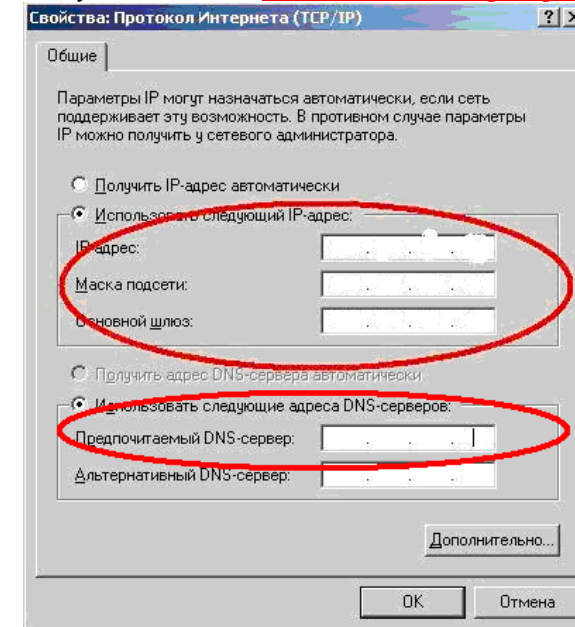 Свойства: Протокол Интернета (TCP/IP)
Общие
Параметры IP могут назначаться автоматически, если сеть
поддерживает эту возможность. В противном случае параметры
IP можно получить у сетевого администратора.
Получить IP-адрес автоматически
Использовать следующий IP-адрес:
IP-адрес:
Маска подсети:
Основной шлюз:
Получить адрес DNS-сервера автоматически
Использовать следующие адреса DNS-серверов:
Предпочитаемый DNS-сервер:
Альтернативный DNS-сервер:
Дополнительно...
OK Отмена